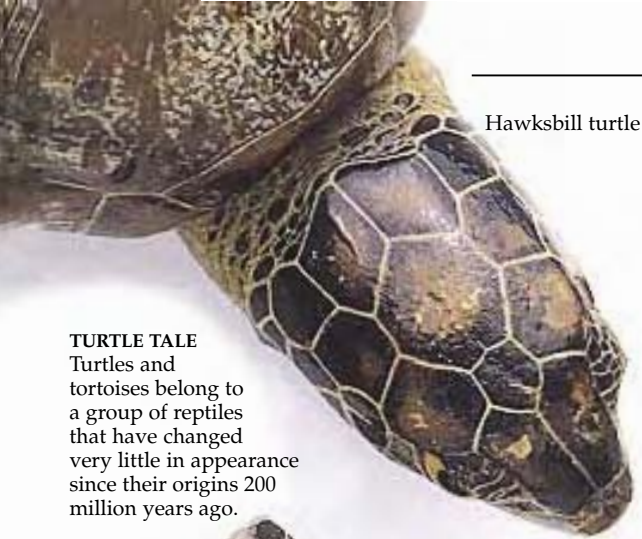 Hawksbill turtle
TURTLE TALE
Turtles and
tortoises belong to
a group of reptiles
that have changed
very little in appearance
since their origins 200
million years ago.